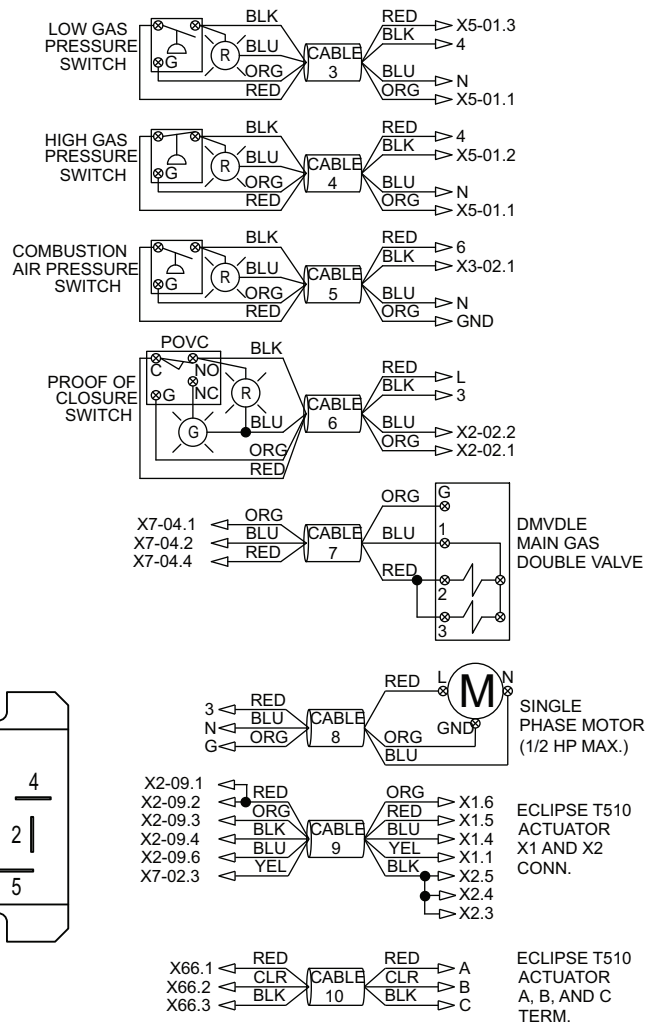 LOW GAS
PRESSURE
SWITCH
G
R
BLK
BLU
ORG
RED
CABLE
3
RED
BLK
BLU
ORG
X5-01.3
4
N
X5-01.1
HIGH GAS
PRESSURE
SWITCH
G
R
BLK
BLU
ORG
RED
CABLE
4
RED
BLK
BLU
ORG
4
X5-01.2
N
X5-01.1
COMBUSTION
AIR PRESSURE
SWITCH
G
R
BLK
BLU
ORG
RED
CABLE
5
RED
BLK
BLU
ORG
6
X3-02.1
N
GND
PROOF OF
CLOSURE
SWITCH
POVC
C
NO
NC
G
R
G
BLK
BLU
ORG
RED
CABLE
6
RED
BLK
BLU
ORG
L
3
X2-02.2
X2-02.1
X7-04.1
X7-04.2
X7-04.4
ORG
BLU
RED
CABLE
7
ORG
BLU
RED
G
1
2
3
DMVDLE
MAIN GAS
DOUBLE VALVE
4
2
5
3
N
G
RED
BLU
ORG
CABLE
8
RED
ORG
BLU
L
M
N
GND
SINGLE
PHASE MOTOR
(1/2 HP MAX.)
X2-09.1
X2-09.2
X2-09.3
X2-09.4
X2-09.6
X7-02.3
RED
ORG
BLK
BLU
YEL
CABLE
9
ORG
RED
BLU
YEL
BLK
X1.6
X1.5
X1.4
X1.1
X2.5
X2.4
X2.3
ECLIPSE T510
ACTUATOR
X1 AND X2
CONN.
X66.1
X66.2
X66.3
RED
CLR
BLK
CABLE
10
RED
CLR
BLK
A
B
C
ECLIPSE T510
ACTUATOR
A, B, AND C
TERM.